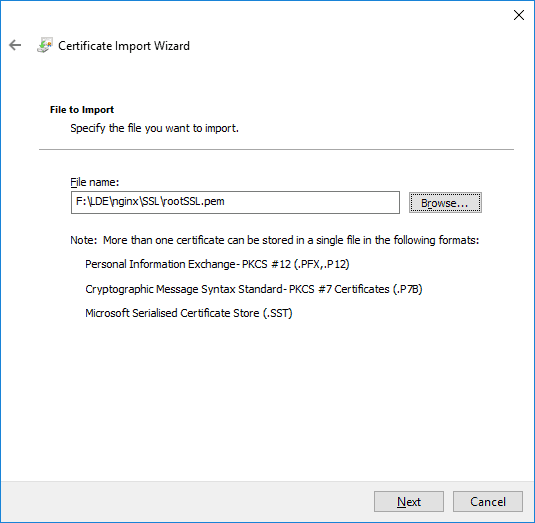 Certificate Import Wizard
File to Import
Specify the file you want to import.
File name:
F:\LDE\nginx\SSL\rootSSL.pem
Browse...
Note: More than one certificate can be stored in a single file in the following formats:
Personal Information Exchange- PKCS #12 (.PFX,.P12)
Cryptographic Message Syntax Standard- PKCS #7 Certificates (.P7B)
Microsoft Serialised Certificate Store (.SST)
Next
Cancel